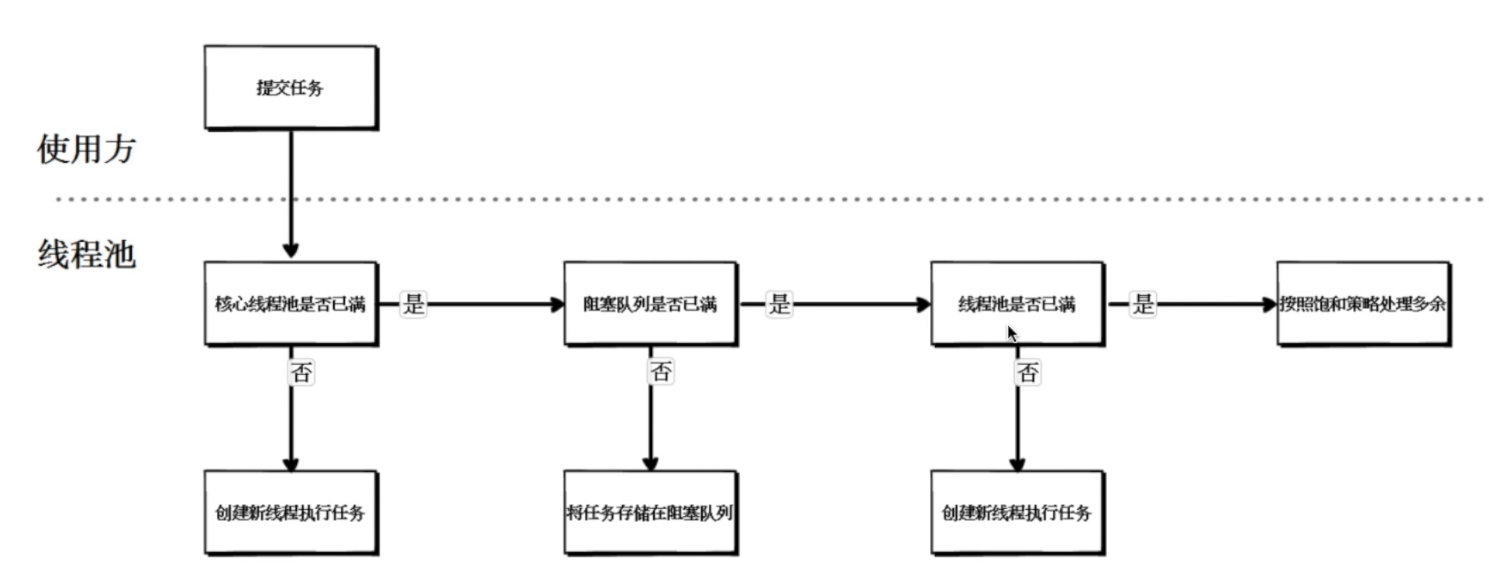 提交任务
使用方
线程池
核心线程池是否已满
是
阻塞队列是否已满
是
线程池是否已满
是
按照饱和策略处理多余
否
否
否
创建新线程执行任务
将任务存储在阻塞队列
创建新线程执行任务